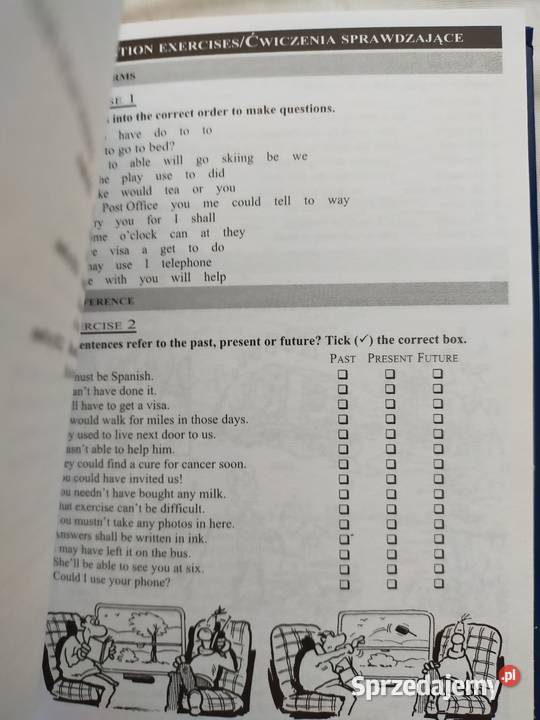 TION EXERCISES/ĆWICZENIA SPRAWDZAJĄCE
RMS
SE 1
into the correct order to make questions.
have do to to
to go to bed?
to able will go skiing be we
he play use to did
ke would tea or you
Post Office you me could tell to way
ry you for I shall
me o'clock can at they
e visa a get to do
may use I telephone
e with you will help
FERENCE
ERCISE 2
entences refer to the past, present or future? Tick (✓) the correct box.
PAST PRESENT FUTURE
must be Spanish.
an't have done it.
ll have to get a visa.
would walk for miles in those days.
y used to live next door to us.
asn't able to help him.
ey could find a cure for cancer soon.
ou could have invited us!
ou needn't have bought any milk.
hat exercise can't be difficult.
ou mustn't take any photos in here.
Answers shall be written in ink.
may have left it on the bus.
She'll be able to see you at six.
Could I use your phone?
Sprzedajemy.pl